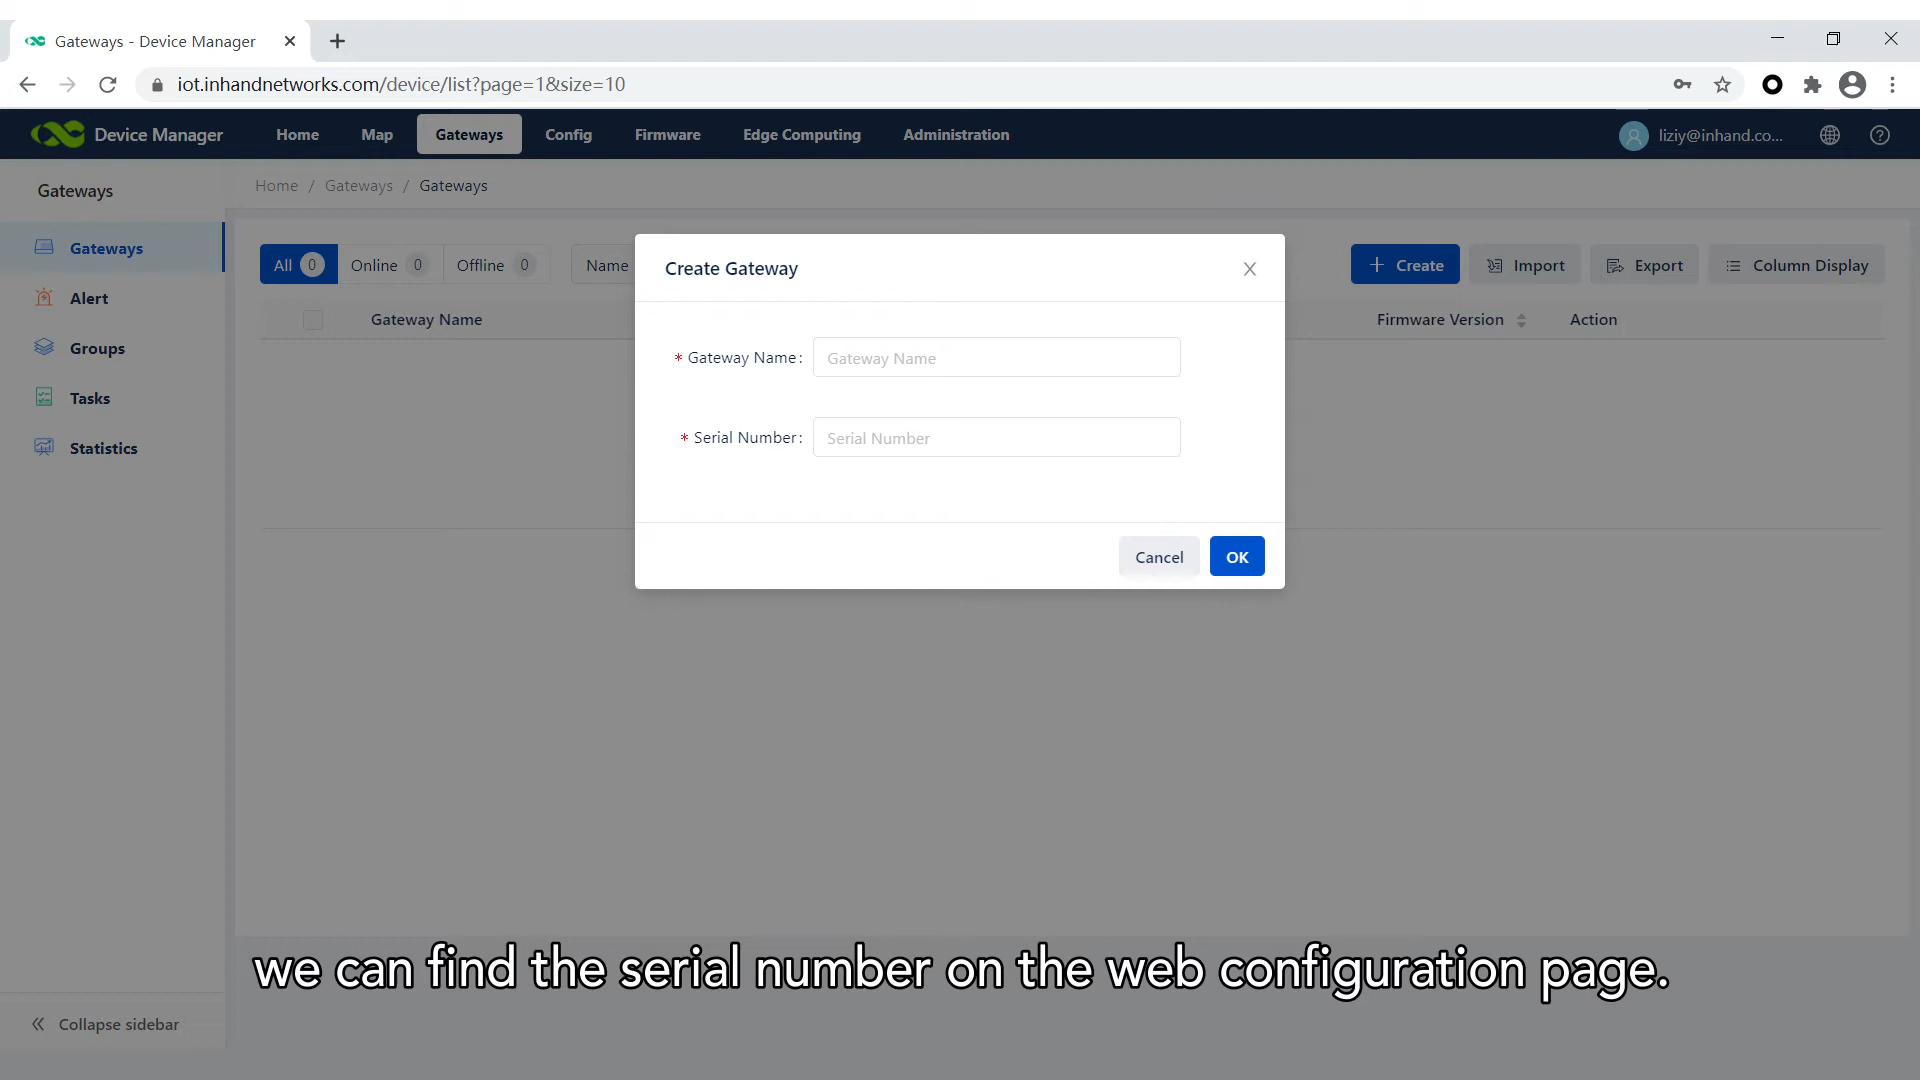 Gateways - Device Manager
iot.inhandnetworks.com/device/list?page=1&size=10
Device Manager Home Map Gateways Config Firmware Edge Computing Administration liziy@inhand.co...
Gateways
Home / Gateways / Gateways
Gateways
Alert
Groups
Tasks
Statistics
All 0 Online 0 Offline 0 Name
+ Create Import Export Column Display
Gateway Name Firmware Version Action
Create Gateway
* Gateway Name: Gateway Name
* Serial Number: Serial Number
Cancel OK
we can find the serial number on the web configuration page.
Collapse sidebar